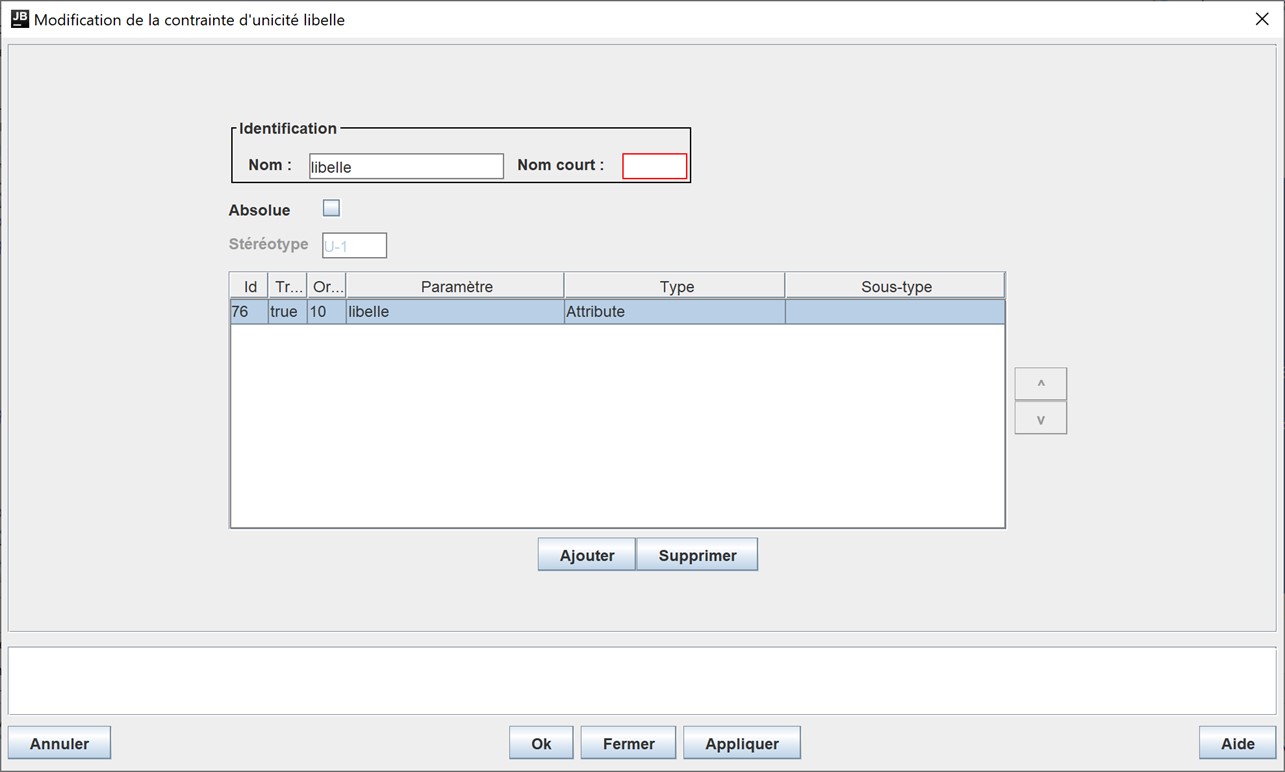 JB Modification de la contrainte d'unicité libelle
Identification
Nom : libelle Nom court :
Absolue
Stéréotype U-1
Id Tr... Or... Paramètre Type Sous-type
76 true 10 libelle Attribute
^
v
Ajouter Supprimer
Annuler Ok Fermer Appliquer Aide